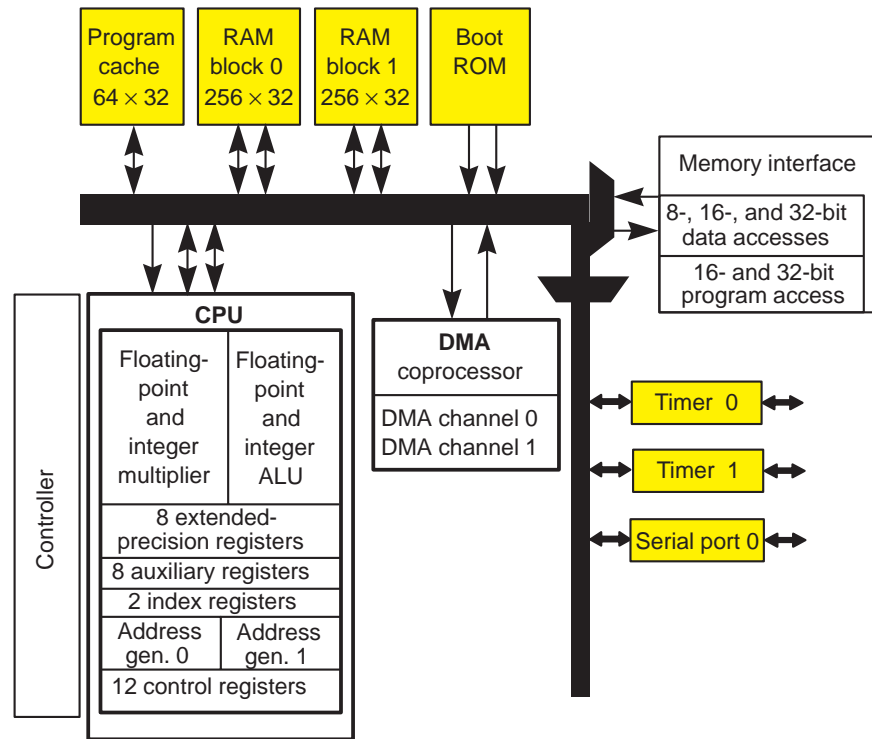 Program
cache
64 × 32
RAM
block 0
256 × 32
RAM
block 1
256 × 32
Boot
ROM
Memory interface
8-, 16-, and 32-bit
data accesses
16- and 32-bit
program access
Controller
CPU
Floating-
point
and
integer
multiplier
Floating-
point
and
integer
ALU
8 extended-
precision registers
8 auxiliary registers
2 index registers
Address
gen. 0
Address
gen. 1
12 control registers
DMA
coprocessor
DMA channel 0
DMA channel 1
Timer 0
Timer 1
Serial port 0